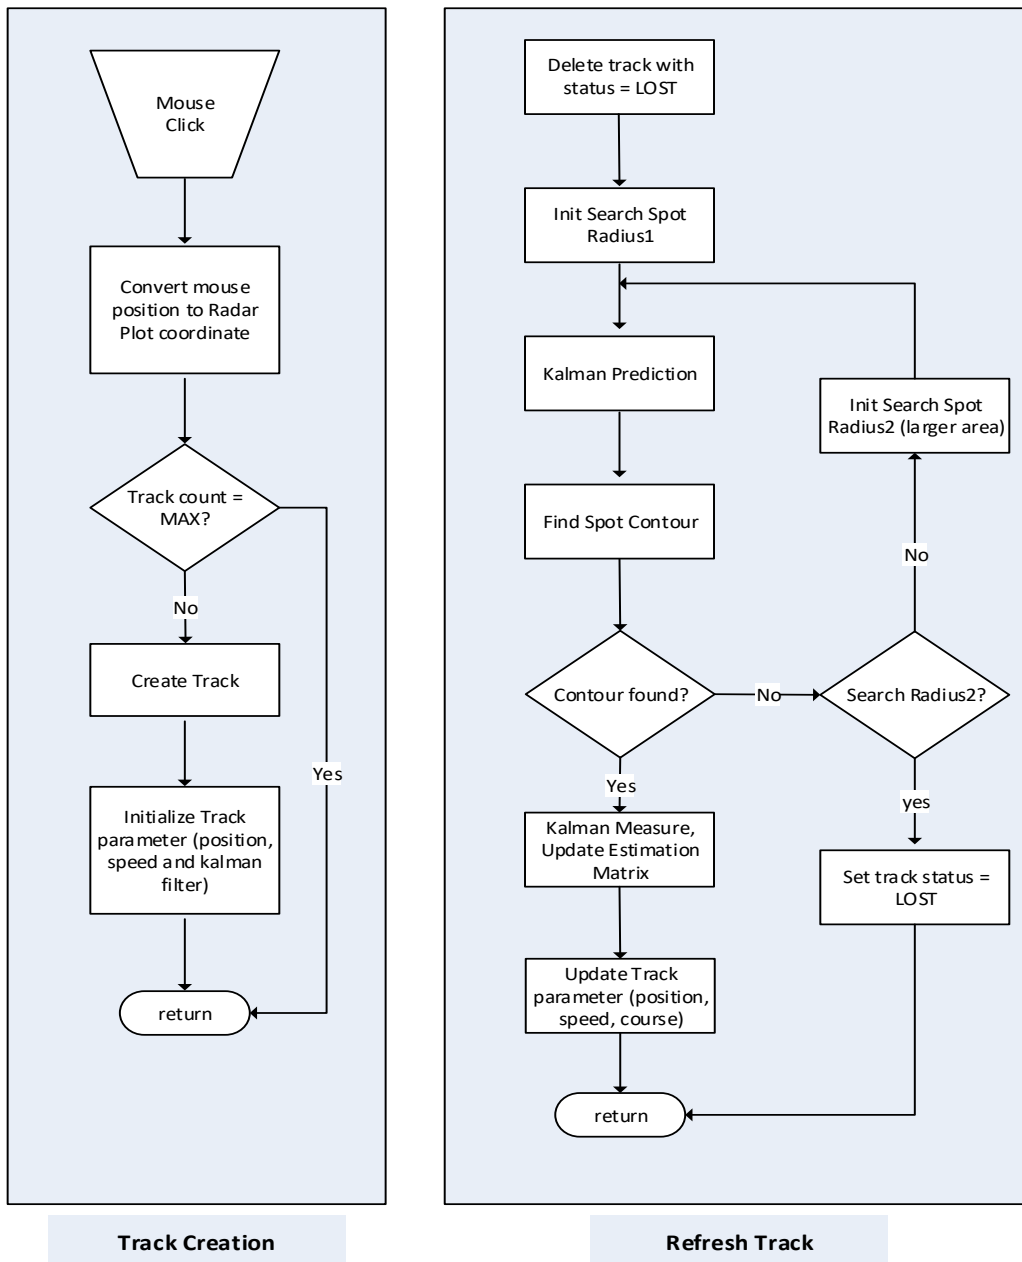 Mouse
Click
Convert mouse
position to Radar
Plot coordinate
Track count =
MAX?
No
Yes
Create Track
Initialize Track
parameter (position,
speed and kalman
filter)
return
Track Creation
Delete track with
status = LOST
Init Search Spot
Radius1
Kalman Prediction
Init Search Spot
Radius2 (larger area)
Find Spot Contour
No
Contour found?
No
Search Radius2?
Yes
yes
Kalman Measure,
Update Estimation
Matrix
Set track status =
LOST
Update Track
parameter (position,
speed, course)
return
Refresh Track